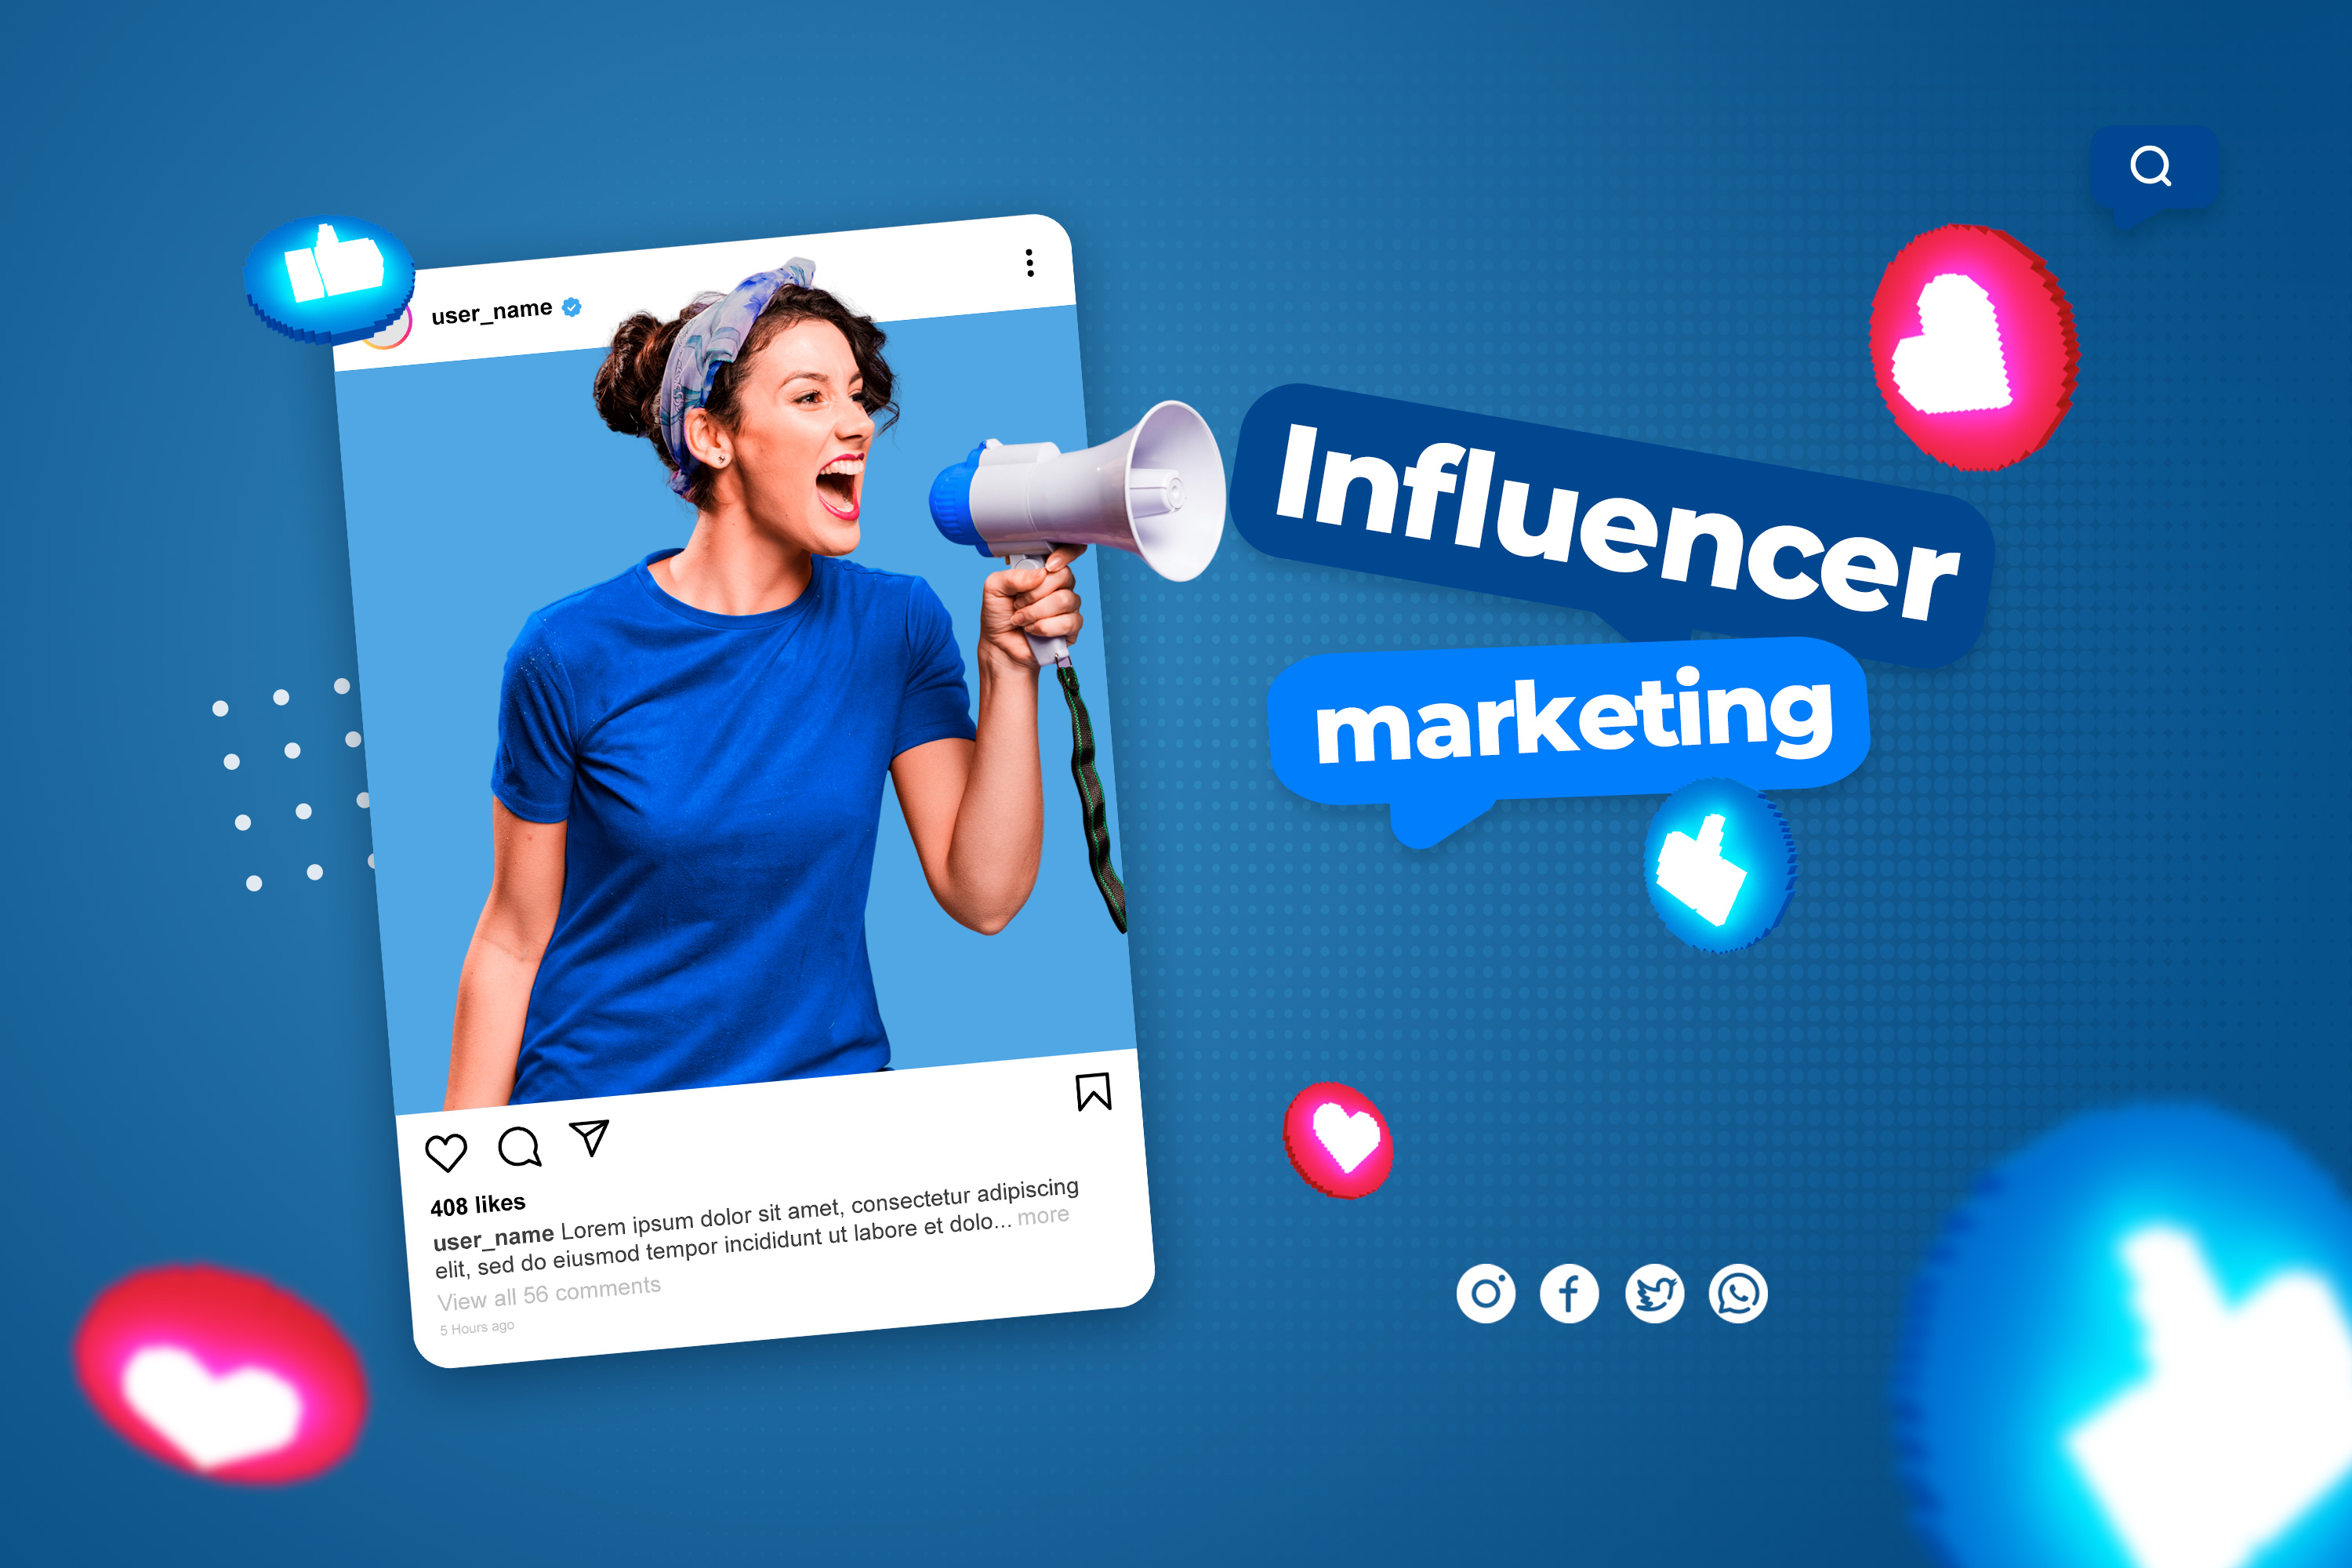 user_name
Influencer
marketing
408 likes
user_name Lorem ipsum dolor sit amet, consectetur adipiscing
elit, sed do eiusmod tempor incididunt ut labore et dolo... more
View all 56 comments
5 Hours ago